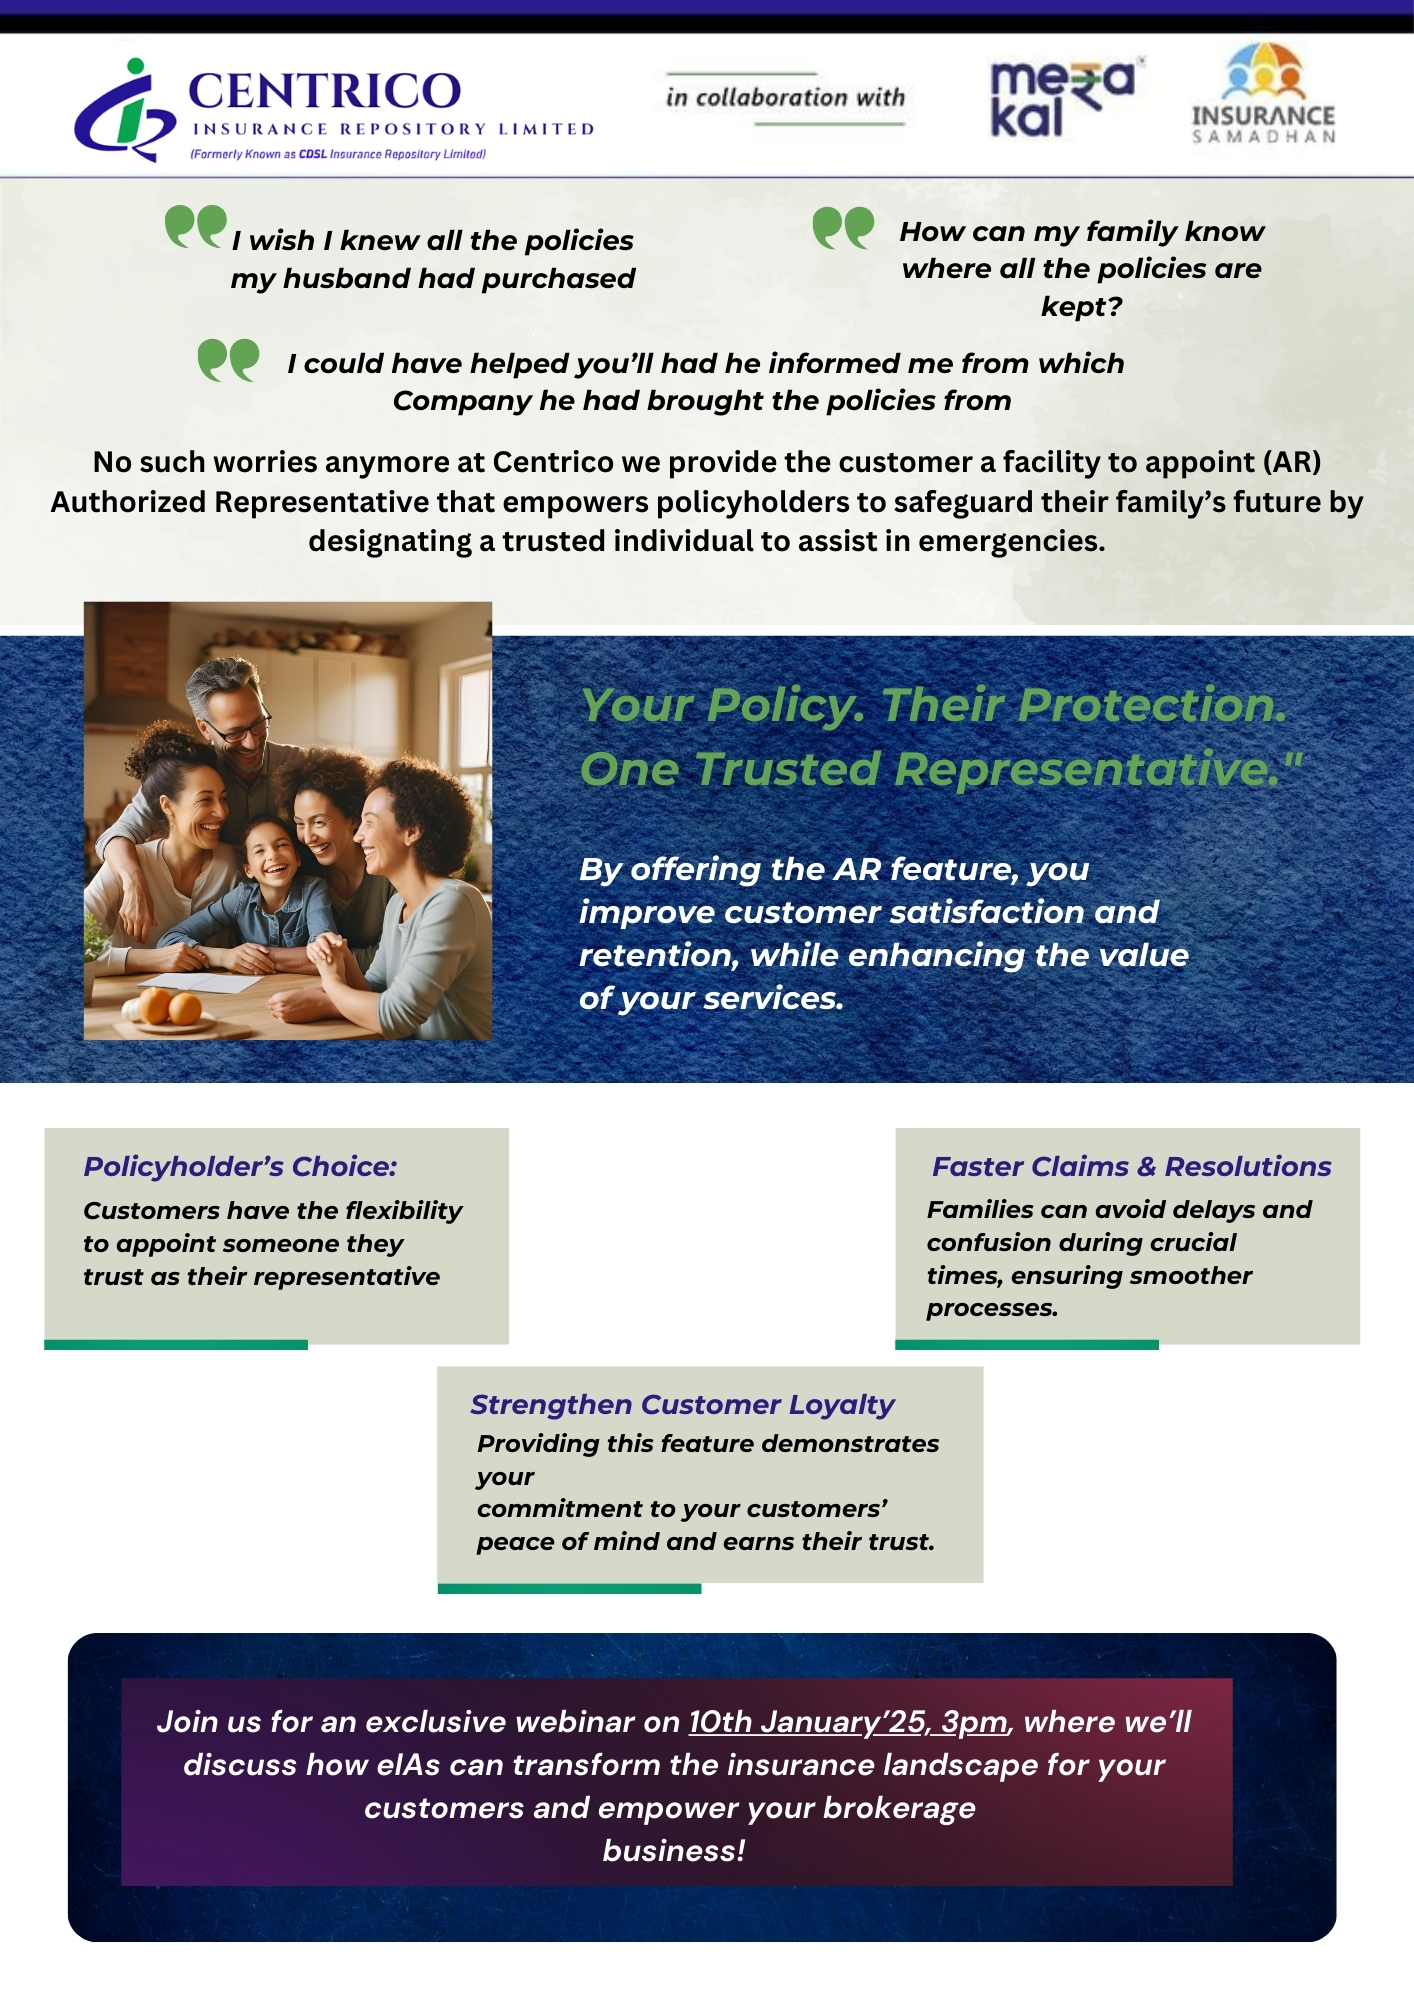 CENTRICO
INSURANCE REPOSITORY LIMITED
(Formerly Known as CDSL Insurance Repository Limited)
in collaboration with
mera
kal
INSURANCE
SAMADHAN
I wish I knew all the policies
my husband had purchased
How can my family know
where all the policies are
kept?
I could have helped you’ll had he informed me from which
Company he had brought the policies from
No such worries anymore at Centrico we provide the customer a facility to appoint (AR)
Authorized Representative that empowers policyholders to safeguard their family’s future by
designating a trusted individual to assist in emergencies.
Your Policy. Their Protection.
One Trusted Representative."
By offering the AR feature, you
improve customer satisfaction and
retention, while enhancing the value
of your services.
Policyholder’s Choice:
Customers have the flexibility
to appoint someone they
trust as their representative
Faster Claims & Resolutions
Families can avoid delays and
confusion during crucial
times, ensuring smoother
processes.
Strengthen Customer Loyalty
Providing this feature demonstrates
your
commitment to your customers’
peace of mind and earns their trust.
Join us for an exclusive webinar on 10th January’25, 3pm, where we’ll
discuss how eIAs can transform the insurance landscape for your
customers and empower your brokerage
business!